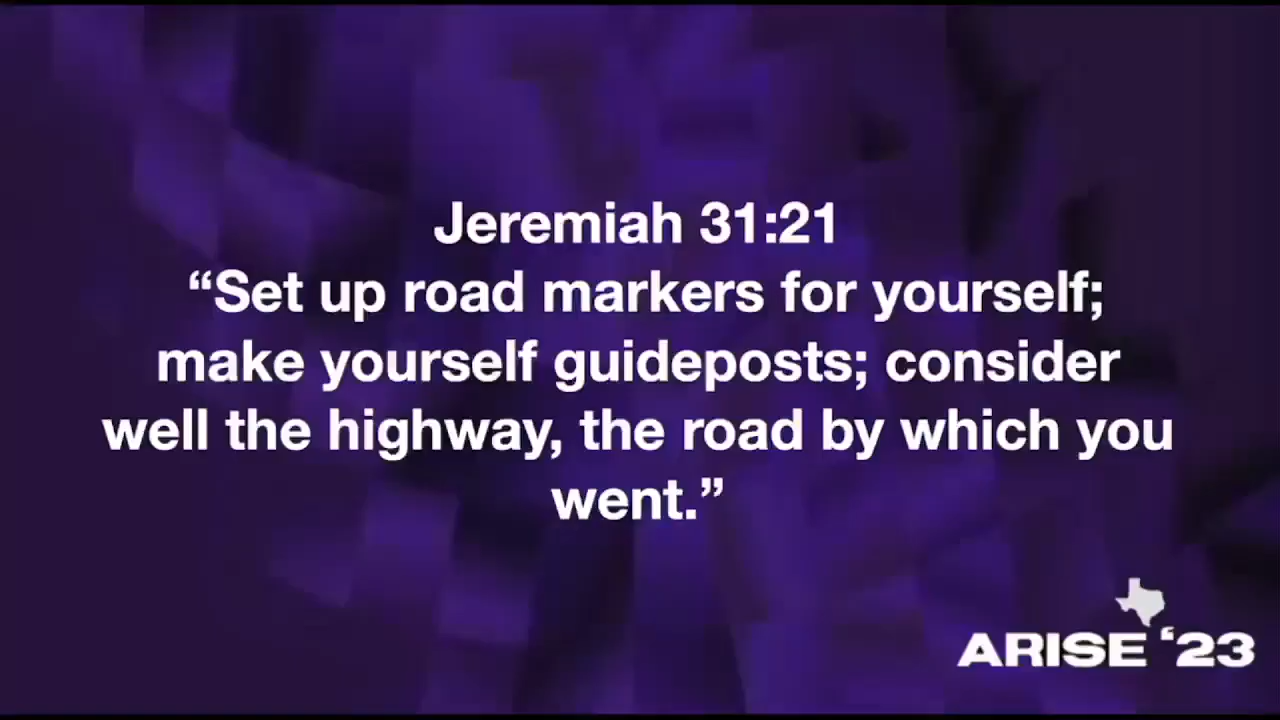 Jeremiah 31:21
“Set up road markers for yourself;
make yourself guideposts; consider
well the highway, the road by which you
went.”
ARISE ‘23